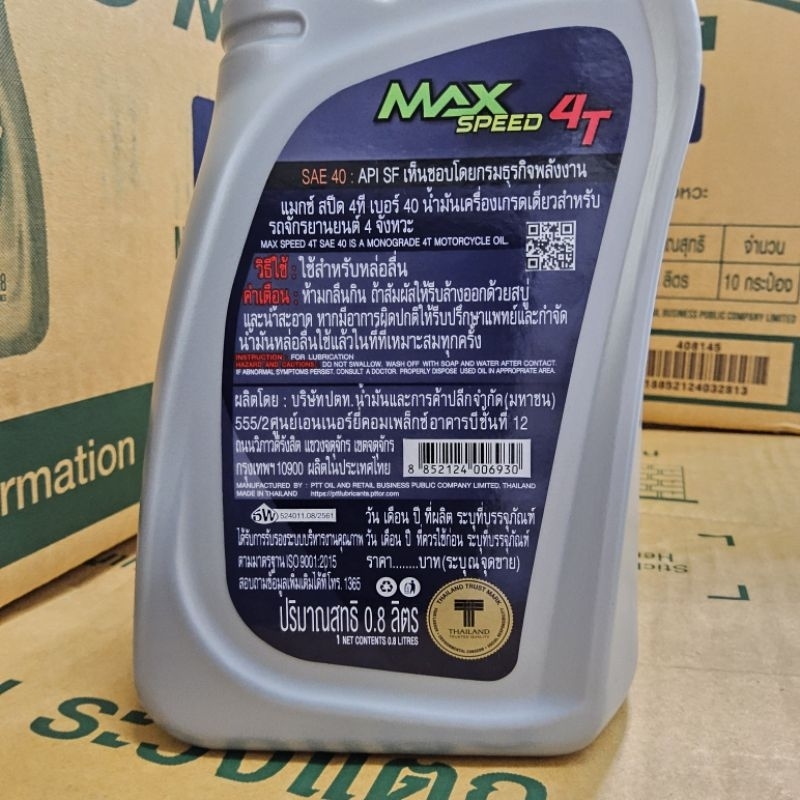 MAX
SPEED 4T
SAE 40 : API SF เห็นชอบโดยกรมธุรกิจพลังงาน
แมกซ์ สปีด 4ที เบอร์ 40 น้ำมันเครื่องเกรดเดี่ยวสำหรับ
รถจักรยานยนต์ 4 จังหวะ
MAX SPEED 4T SAE 40 IS A MONOGRADE 4T MOTORCYCLE OIL.
วิธีใช้ : ใช้สำหรับหล่อลื่น
คำเตือน : ห้ามกลืนกิน ถ้าสัมผัสให้รีบล้างออกด้วยสบู่
และน้ำสะอาด หากมีอาการผิดปกติให้รีบปรึกษาแพทย์และกำจัด
น้ำมันหล่อลื่นใช้แล้วในที่ที่เหมาะสมทุกครั้ง
INSTRUCTION : FOR LUBRICATION
HAZARD AND CAUTIONS : DO NOT SWALLOW. WASH OFF WITH SOAP AND WATER AFTER CONTACT.
IF ABNORMAL SYMPTOMS PERSIST, CONSULT A DOCTOR. PROPERLY DISPOSE USED OIL IN APPROPRIATE AREA.
ผลิตโดย : บริษัทปตท.น้ำมันและการค้าปลีกจำกัด(มหาชน)
555/2ศูนย์เอนเนอร์ยี่คอมเพล็กซ์อาคารบีชั้นที่ 12
ถนนวิภาวดีรังสิต แขวงจตุจักร เขตจตุจักร
กรุงเทพฯ10900 ผลิตในประเทศไทย
8 852124 006930
MANUFACTURED BY : PTT OIL AND RETAIL BUSINESS PUBLIC COMPANY LIMITED, THAILAND
MADE IN THAILAND https://pttlubricants.pttor.com
ธพ 524011.08/2561
วัน เดือน ปี ที่ผลิต ระบุที่บรรจุภัณฑ์
ได้รับการรับรองระบบบริหารงานคุณภาพ วัน เดือน ปี ที่ควรใช้ก่อน ระบุที่บรรจุภัณฑ์
ตามมาตรฐาน ISO 9001:2015 ราคา........บาท(ระบุณจุดขาย)
สอบถามข้อมูลเพิ่มเติมได้ที่โทร. 1365
ปริมาณสุทธิ 0.8 ลิตร
NET CONTENTS 0.8 LITRES
THAILAND TRUST MARK
T
THAILAND
TRUSTED QUALITY
จำนวน
ลิตร 10 กระป๋อง
BUSINESS PUBLIC COMPANY LIMITED
408145
18852124032813
rmation
ระวังแตก